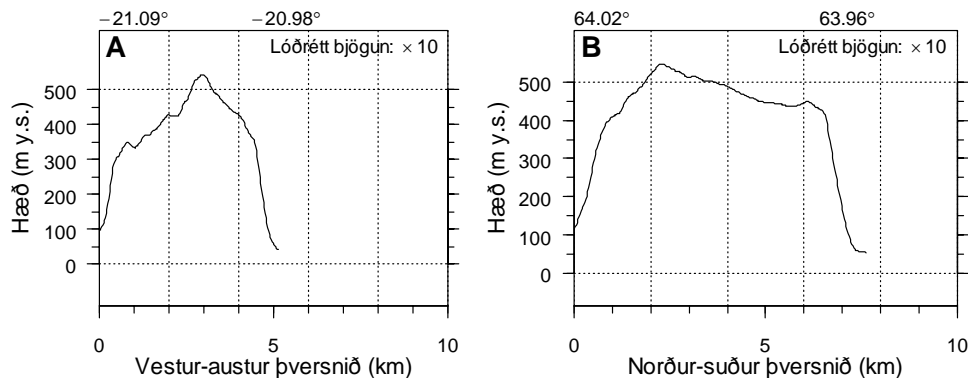 −21.09° −20.98°
A
Lóðrétt bjögun: × 10
Hæð (m y.s.)
500
400
300
200
100
0
0 5 10
Vestur-austur þversnið (km)
64.02° 63.96°
B
Lóðrétt bjögun: × 10
Hæð (m y.s.)
500
400
300
200
100
0
0 5 10
Norður-suður þversnið (km)